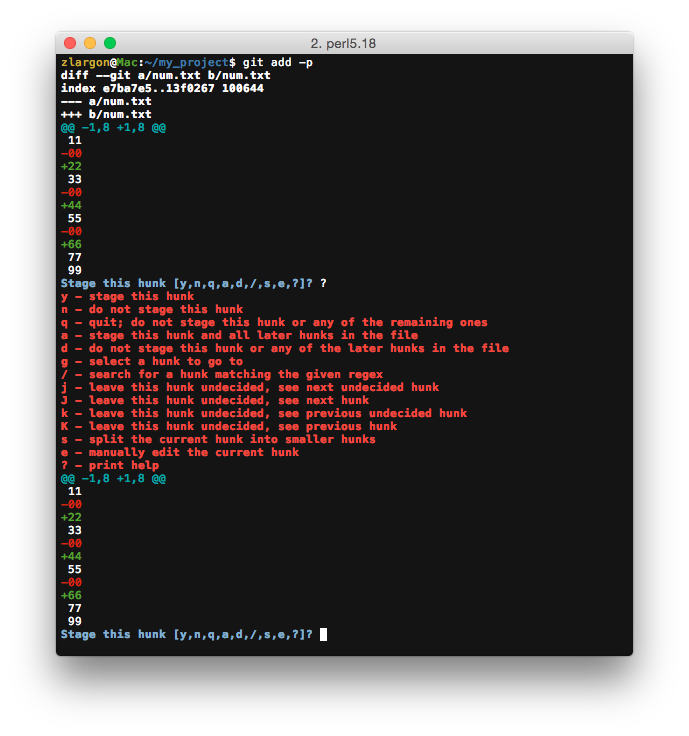 2. perl5.18
zlargon@Mac:~/my_project$ git add -p
diff --git a/num.txt b/num.txt
index e7ba7e5..13f0267 100644
--- a/num.txt
+++ b/num.txt
@@ -1,8 +1,8 @@
 11
-00
+22
 33
-00
+44
 55
-00
+66
 77
 99
Stage this hunk [y,n,q,a,d,/,s,e,?]? ?
y - stage this hunk
n - do not stage this hunk
q - quit; do not stage this hunk or any of the remaining ones
a - stage this hunk and all later hunks in the file
d - do not stage this hunk or any of the later hunks in the file
g - select a hunk to go to
/ - search for a hunk matching the given regex
j - leave this hunk undecided, see next undecided hunk
J - leave this hunk undecided, see next hunk
k - leave this hunk undecided, see previous undecided hunk
K - leave this hunk undecided, see previous hunk
s - split the current hunk into smaller hunks
e - manually edit the current hunk
? - print help
@@ -1,8 +1,8 @@
 11
-00
+22
 33
-00
+44
 55
-00
+66
 77
 99
Stage this hunk [y,n,q,a,d,/,s,e,?]?